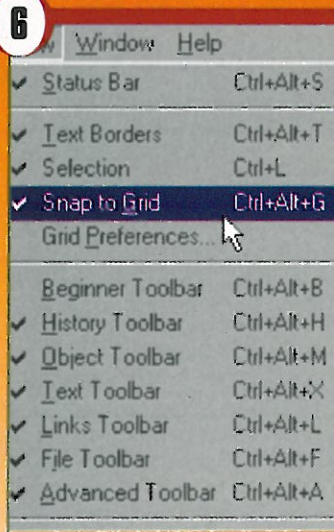 6
w Window Help
✔ Status Bar Ctrl+Alt+S
✔ Text Borders Ctrl+Alt+T
✔ Selection Ctrl+L
✔ Snap to Grid Ctrl+Alt+G
Grid Preferences...
Beginner Toolbar Ctrl+Alt+B
✔ History Toolbar Ctrl+Alt+H
✔ Object Toolbar Ctrl+Alt+M
✔ Text Toolbar Ctrl+Alt+X
✔ Links Toolbar Ctrl+Alt+L
✔ File Toolbar Ctrl+Alt+F
✔ Advanced Toolbar Ctrl+Alt+A